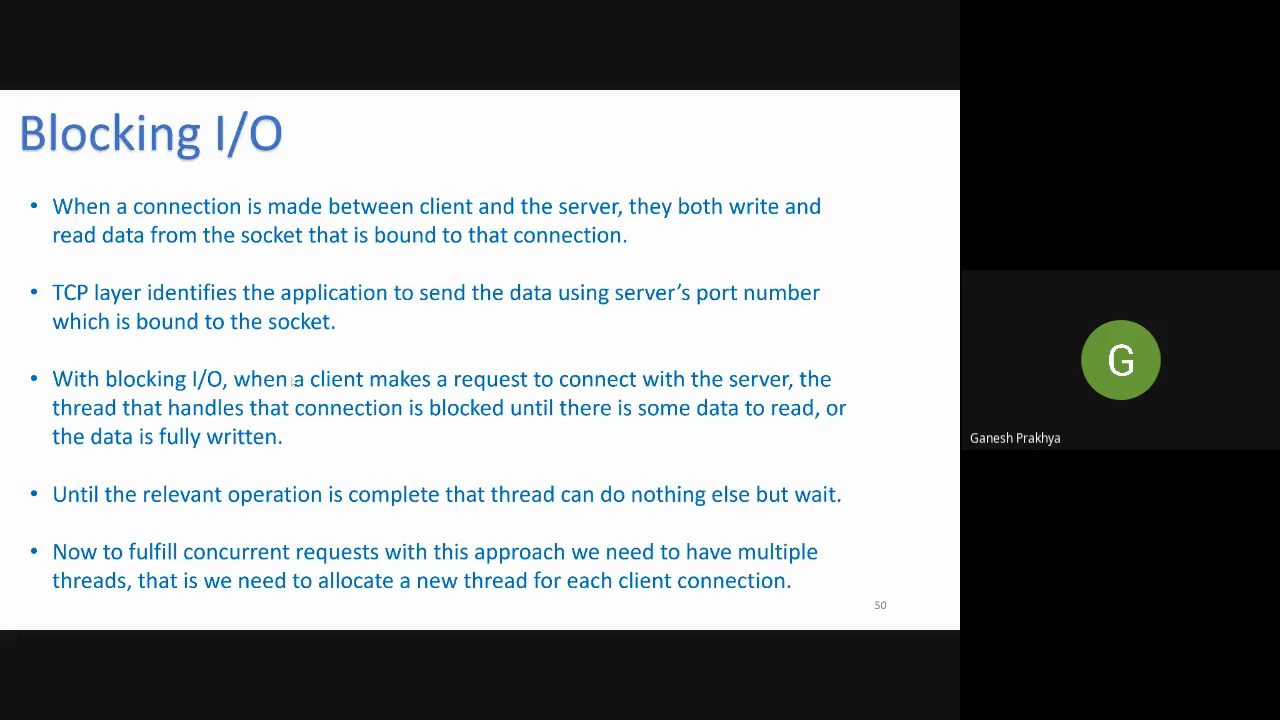 Blocking I/O
• When a connection is made between client and the server, they both write and
read data from the socket that is bound to that connection.
• TCP layer identifies the application to send the data using server’s port number
which is bound to the socket.
• With blocking I/O, when a client makes a request to connect with the server, the
thread that handles that connection is blocked until there is some data to read, or
the data is fully written.
• Until the relevant operation is complete that thread can do nothing else but wait.
• Now to fulfill concurrent requests with this approach we need to have multiple
threads, that is we need to allocate a new thread for each client connection.
50
G
Ganesh Prakhya